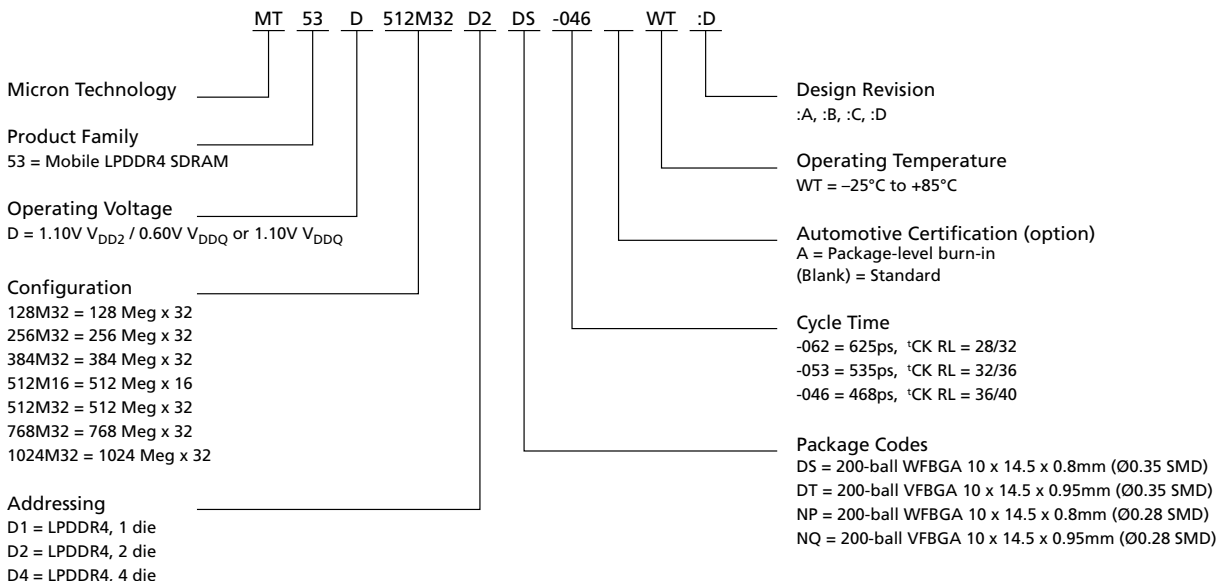 MT 53 D 512M32 D2 DS -046 WT :D
Micron Technology
Product Family
53 = Mobile LPDDR4 SDRAM
Operating Voltage
D = 1.10V VDD2 / 0.60V VDDQ or 1.10V VDDQ
Configuration
128M32 = 128 Meg x 32
256M32 = 256 Meg x 32
384M32 = 384 Meg x 32
512M16 = 512 Meg x 16
512M32 = 512 Meg x 32
768M32 = 768 Meg x 32
1024M32 = 1024 Meg x 32
Addressing
D1 = LPDDR4, 1 die
D2 = LPDDR4, 2 die
D4 = LPDDR4, 4 die
Design Revision
:A, :B, :C, :D
Operating Temperature
WT = –25°C to +85°C
Automotive Certification (option)
A = Package-level burn-in
(Blank) = Standard
Cycle Time
-062 = 625ps, tCK RL = 28/32
-053 = 535ps, tCK RL = 32/36
-046 = 468ps, tCK RL = 36/40
Package Codes
DS = 200-ball WFBGA 10 x 14.5 x 0.8mm (Ø0.35 SMD)
DT = 200-ball VFBGA 10 x 14.5 x 0.95mm (Ø0.35 SMD)
NP = 200-ball WFBGA 10 x 14.5 x 0.8mm (Ø0.28 SMD)
NQ = 200-ball VFBGA 10 x 14.5 x 0.95mm (Ø0.28 SMD)